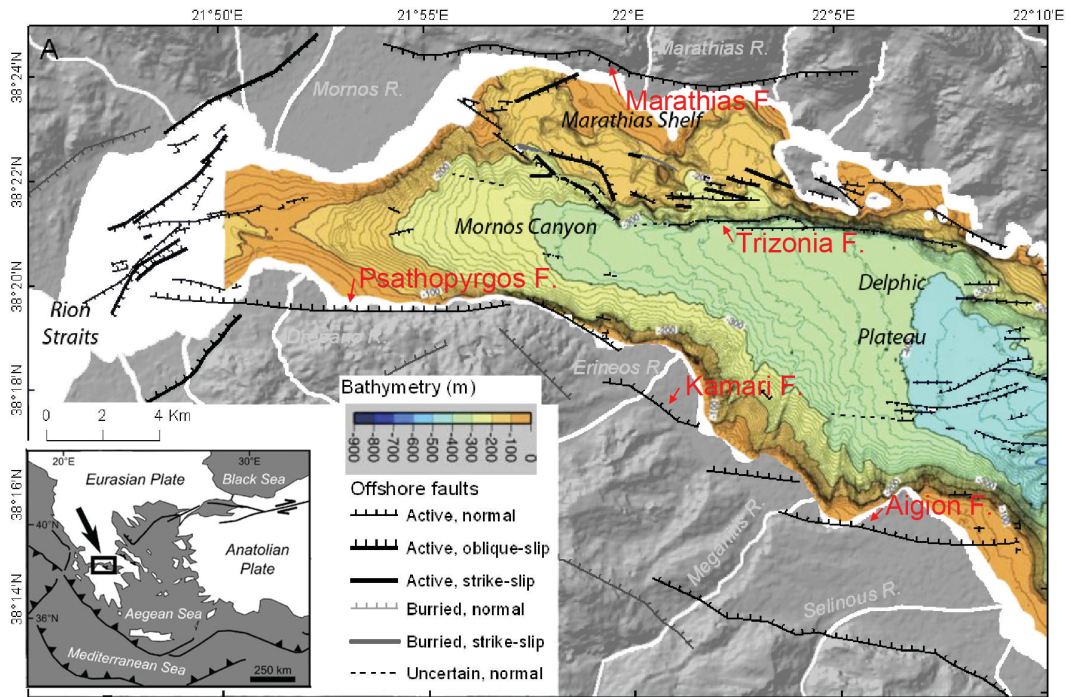 A
21°50'
21°55'
22°E
22°5'
22°10'
38°24'N
38°22'N
38°20'N
38°18'N
38°16'N
38°14'N
Mornos R.
Marathias R.
Marathias F.
Marathias Shelf
Mornos Canyon
Trizonia F.
Psathopyrgos F.
Delphic
Plateau
Rion
Straits
Erineos R.
Kamari F.
Aigion F.
Meganitis R.
Selinous R.
-100
-200
-300
0 2 4 Km
Bathymetry (m)
-900
-800
-700
-600
-500
-400
-300
-200
-100
0
Offshore faults
Active, normal
Active, oblique-slip
Active, strike-slip
Burried, normal
Burried, strike-slip
Uncertain, normal
20°E
30°E
Eurasian Plate
Black Sea
40°N
Anatolian
Plate
Aegean Sea
36°N
Mediterranean Sea
250 km